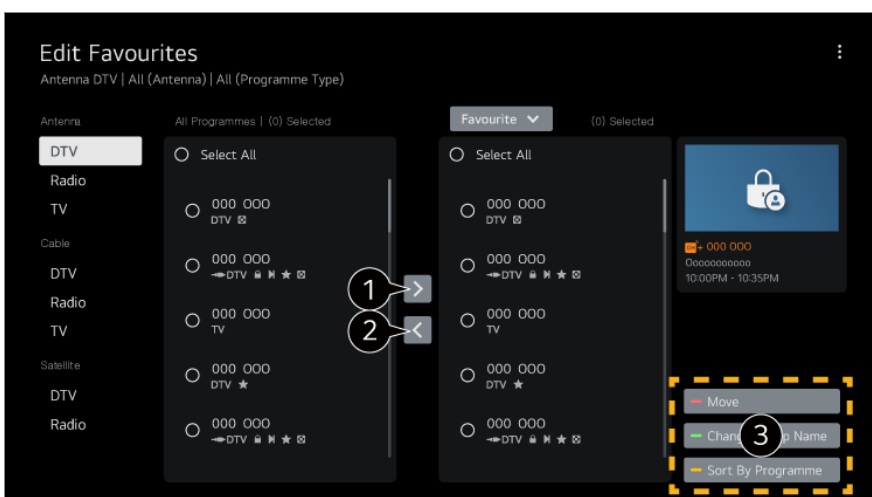 Edit Favourites
Antenna DTV | All (Antenna) | All (Programme Type)
Antenna
DTV
Radio
TV
Cable
DTV
Radio
TV
Satellite
DTV
Radio
All Programmes | (0) Selected
Select All
000 000
DTV
000 000
DTV
000 000
TV
000 000
DTV ★
000 000
DTV
1
2
Favourite
(0) Selected
Select All
000 000
DTV
000 000
DTV
000 000
TV
000 000
DTV ★
000 000
DTV
+ 000 000
Ooooooooooo
10:00PM - 10:35PM
Move
Name
3
Sort By Programme